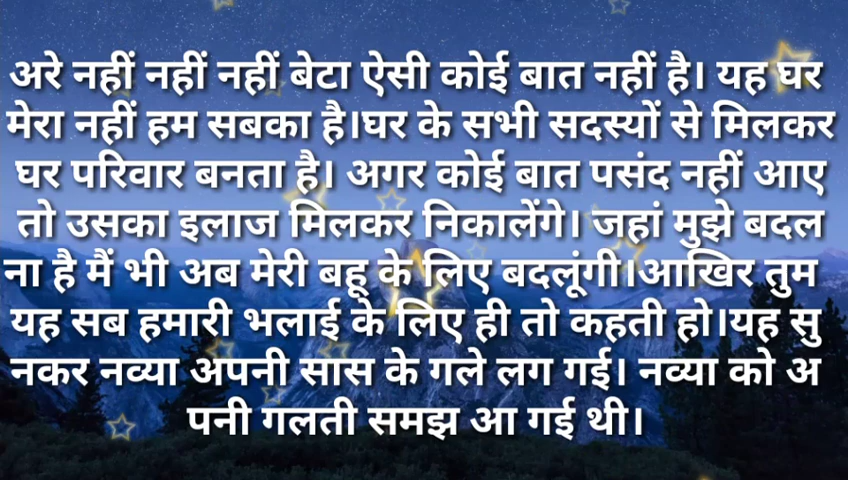 अरे नहीं नहीं नहीं बेटा ऐसी कोई बात नहीं है। यह घर
मेरा नहीं हम सबका है।घर के सभी सदस्यों से मिलकर
घर परिवार बनता है। अगर कोई बात पसंद नहीं आए
तो उसका इलाज मिलकर निकालेंगे। जहां मुझे बदल
ना है मैं भी अब मेरी बहू के लिए बदलूंगी।आखिर तुम
यह सब हमारी भलाई के लिए ही तो कहती हो।यह सु
नकर नव्या अपनी सास के गले लग गई। नव्या को अ
पनी गलती समझ आ गई थी।